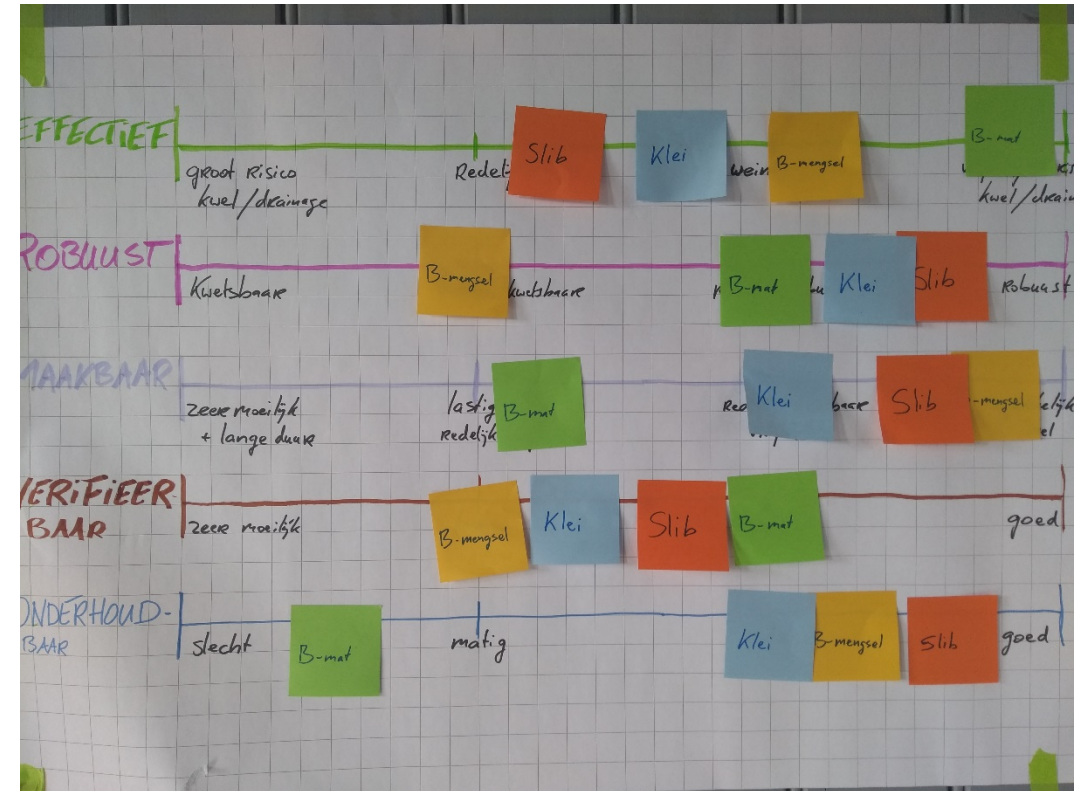 EFFECTIEF
Slib
Klei
B-mengsel
B-mat
groot Risico
kwel/drainage
Redel
wein
kwel/drain
ROBUUST
B-mengsel
B-mat
Klei
Slib
Kwetsbaar
kwetsbaar
Robuust
MAAKBAAR
B-mat
Klei
Slib
-mengsel
zeer moeilijk
+ lange duur
lastig
Redelijk
baar
VERIFIEER
BAAR
B-mengsel
Klei
Slib
B-mat
zeer moeilijk
goed
ONDERHOUD-
BAAR
slecht
B-mat
matig
Klei
B-mengsel
Slib
goed